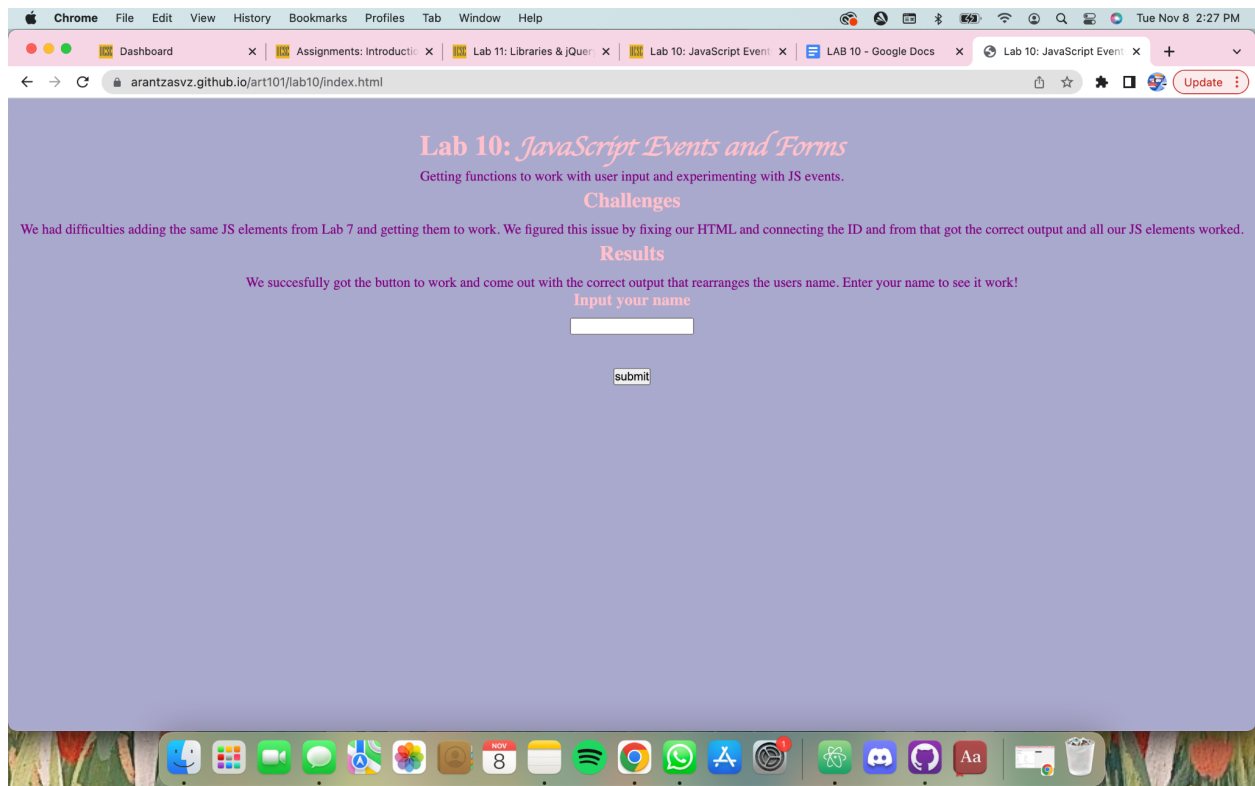 Chrome File Edit View History Bookmarks Profiles Tab Window Help Tue Nov 8 2:27 PM
Dashboard Assignments: Introductic Lab 11: Libraries & jQuer Lab 10: JavaScript Event LAB 10 - Google Docs Lab 10: JavaScript Event
arantzasvz.github.io/art101/lab10/index.html Update
Lab 10: JavaScript Events and Forms
Getting functions to work with user input and experimenting with JS events.
Challenges
We had difficulties adding the same JS elements from Lab 7 and getting them to work. We figured this issue by fixing our HTML and connecting the ID and from that got the correct output and all our JS elements worked.
Results
We succesfully got the button to work and come out with the correct output that rearranges the users name. Enter your name to see it work!
Input your name
submit
NOV
8
1
Aa